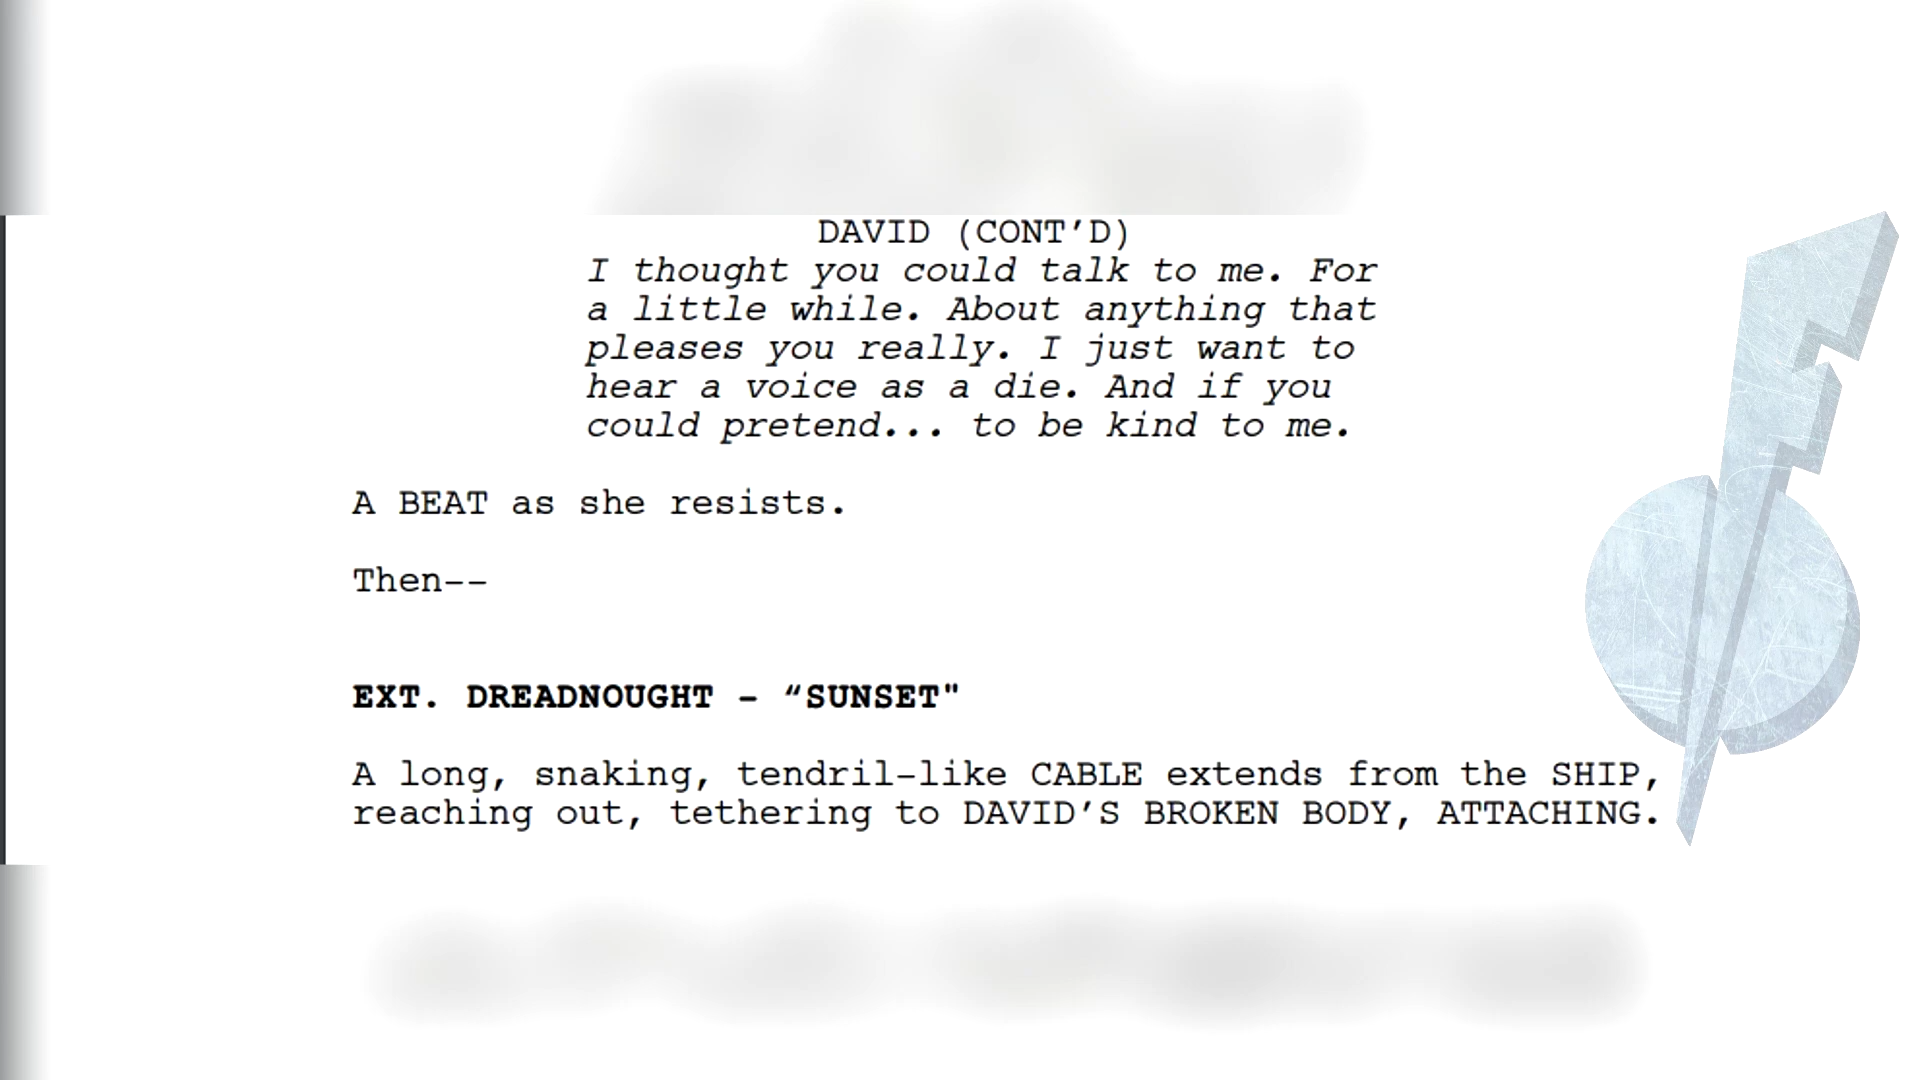 DAVID (CONT’D)
I thought you could talk to me. For
a little while. About anything that
pleases you really. I just want to
hear a voice as a die. And if you
could pretend... to be kind to me.
A BEAT as she resists.
Then--
EXT. DREADNOUGHT - “SUNSET"
A long, snaking, tendril-like CABLE extends from the SHIP,
reaching out, tethering to DAVID’S BROKEN BODY, ATTACHING.